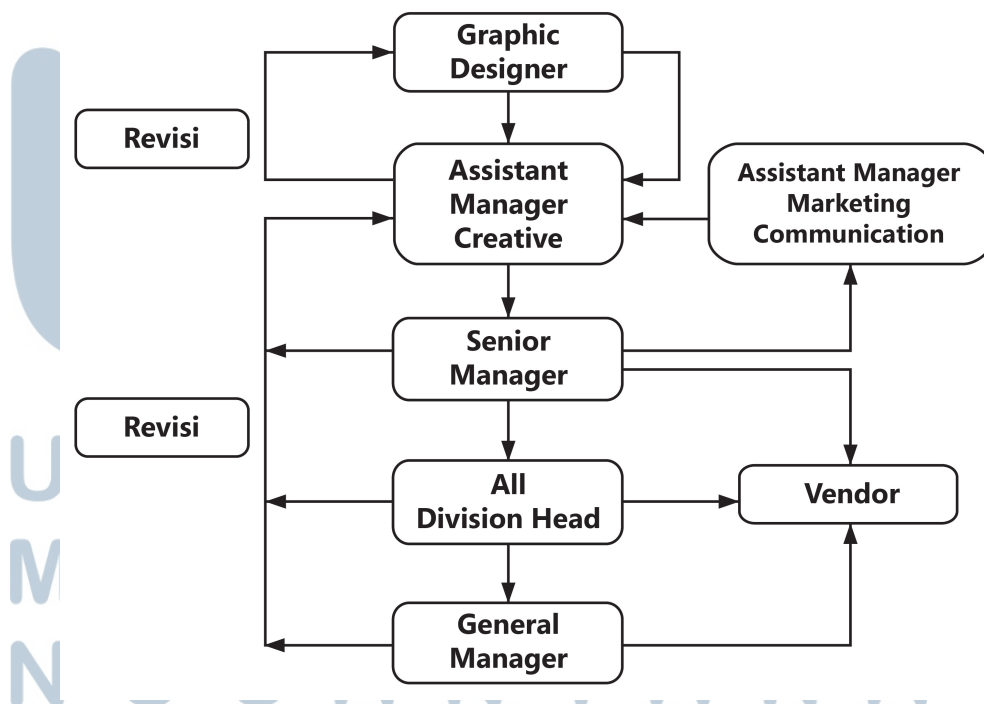 Graphic
Designer
Revisi
Assistant
Manager
Creative
Assistant Manager
Marketing
Communication
Senior
Manager
Revisi
All
Division Head
Vendor
General
Manager
U
M
N